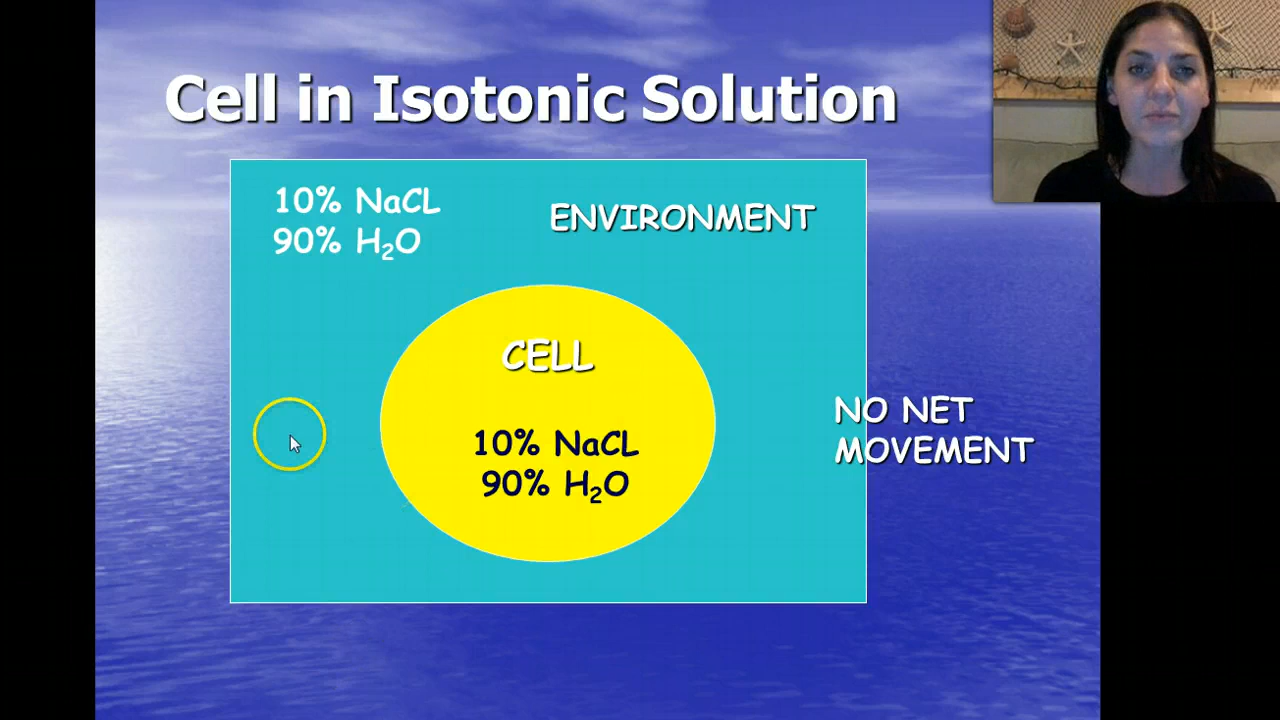 Cell in Isotonic Solution
10% NaCL
90% H₂O
ENVIRONMENT
CELL
10% NaCL
90% H₂O
NO NET
MOVEMENT